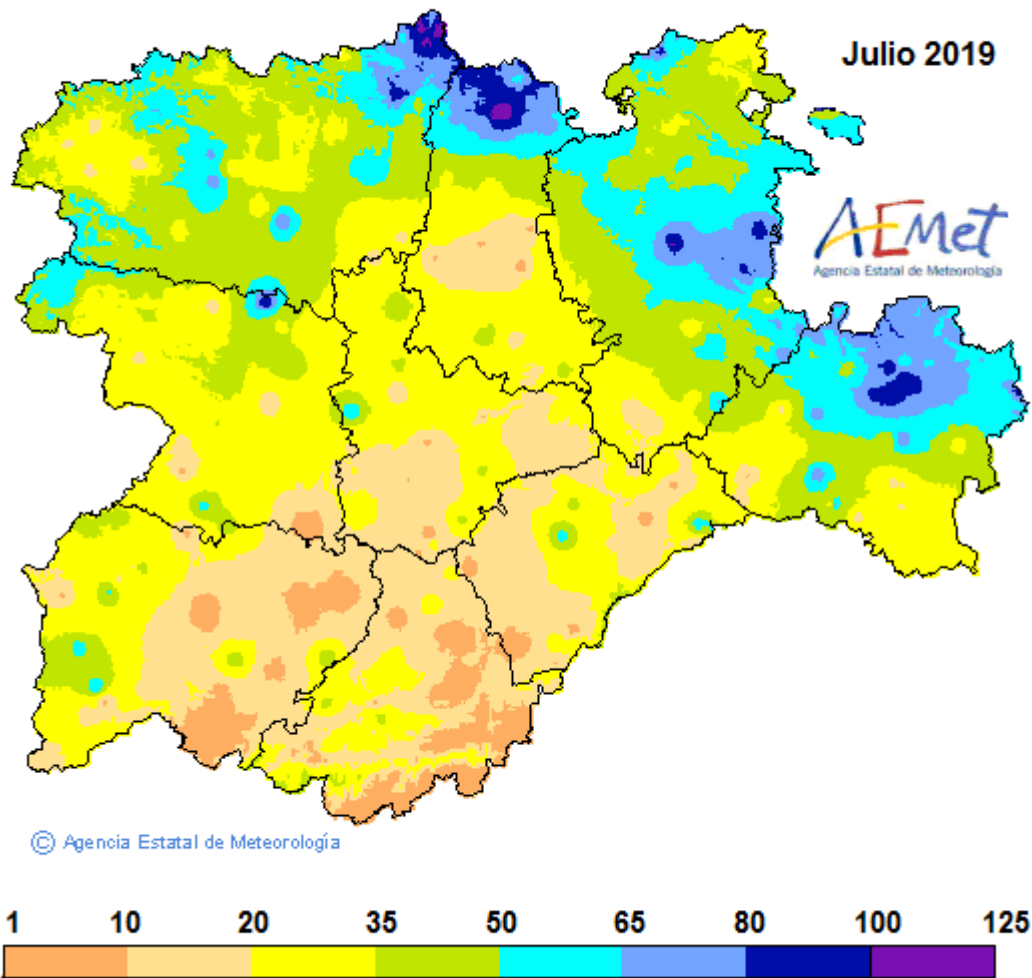 Julio 2019
AEMet
Agencia Estatal de Meteorología
© Agencia Estatal de Meteorología
1 10 20 35 50 65 80 100 125